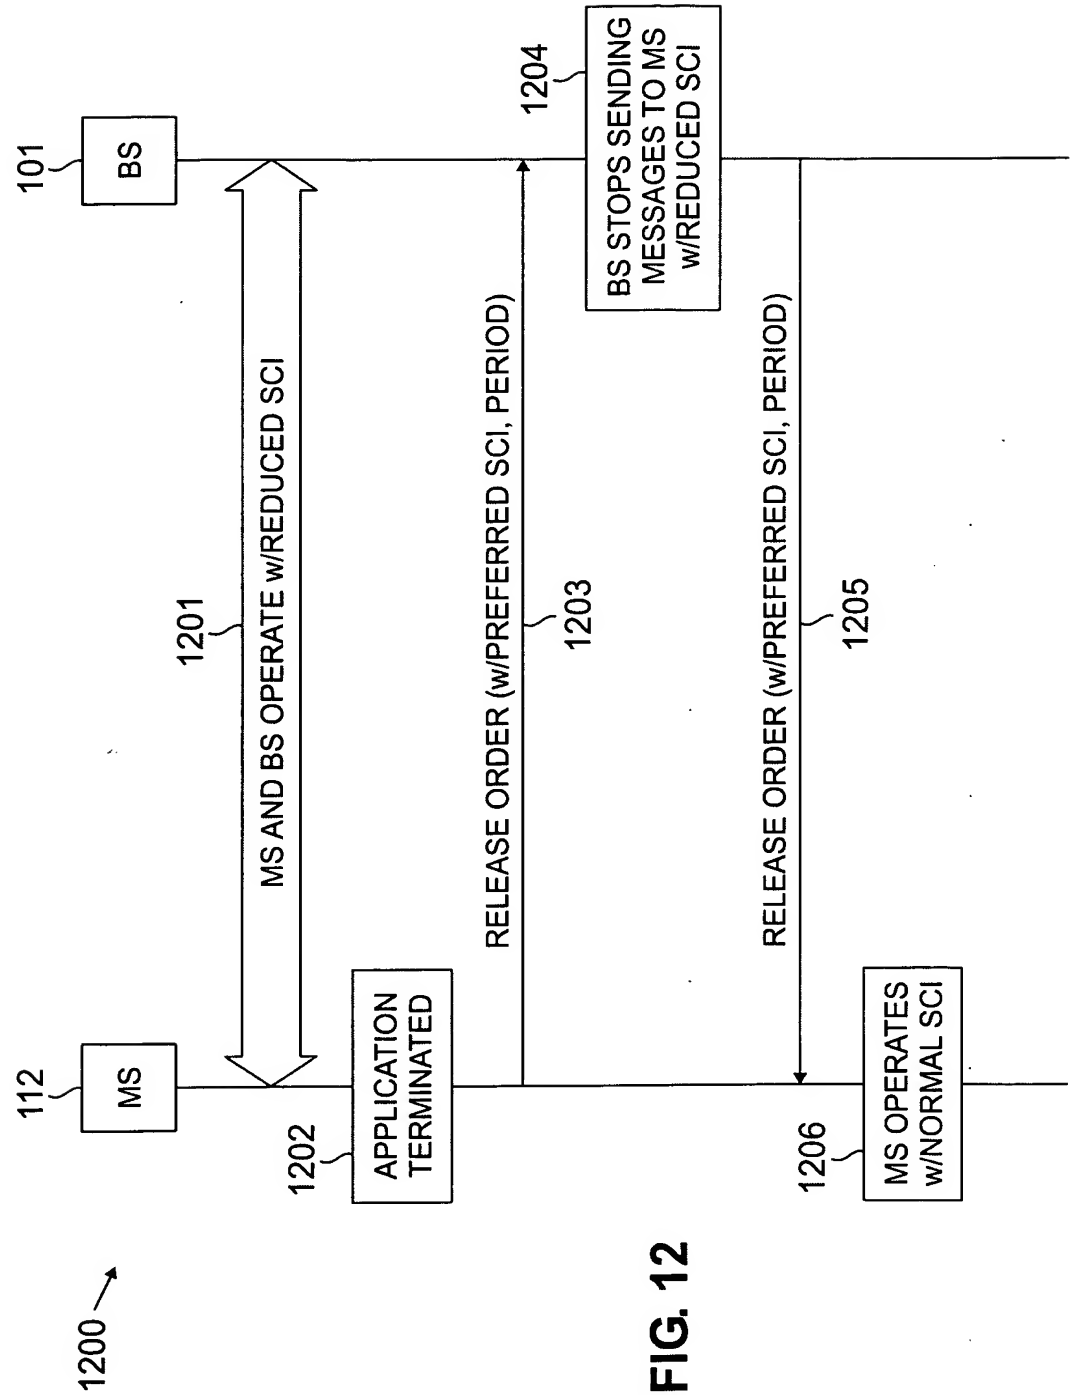 1200
112
MS
101
BS
1201
MS AND BS OPERATE w/REDUCED SCI
1202
APPLICATION
TERMINATED
RELEASE ORDER (w/PREFERRED SCI, PERIOD)
1203
1204
BS STOPS SENDING
MESSAGES TO MS
w/REDUCED SCI
RELEASE ORDER (w/PREFERRED SCI, PERIOD)
1205
1206
MS OPERATES
w/NORMAL SCI
FIG. 12